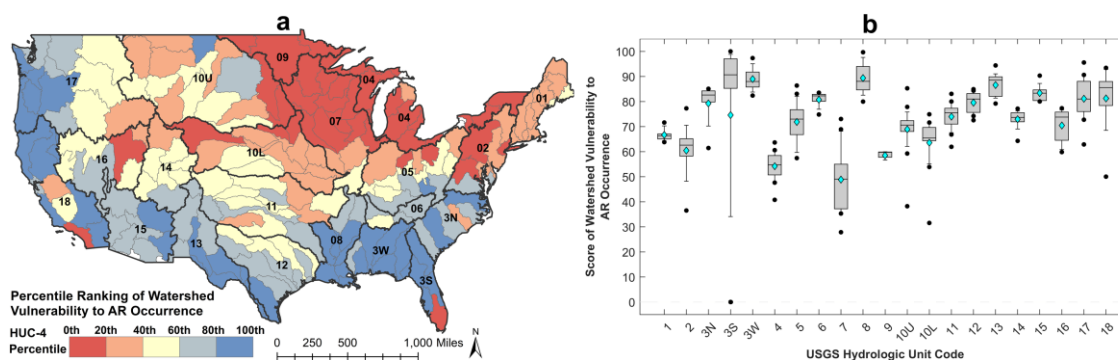 a
09
04
17
10U
01
07
04
02
16
10L
14
05
18
11
06
3N
15
13
08
12
3W
3S
Percentile Ranking of Watershed
Vulnerability to AR Occurrence
HUC-4
Percentile
0th 20th 40th 60th 80th 100th
0 250 500 1,000 Miles
N
b
Score of Watershed Vulnerability to
AR Occurrence
100
90
80
70
60
50
40
30
20
10
0
1 2 3N 3S 3W 4 5 6 7 8 9 10U 10L 11 12 13 14 15 16 17 18
USGS Hydrologic Unit Code